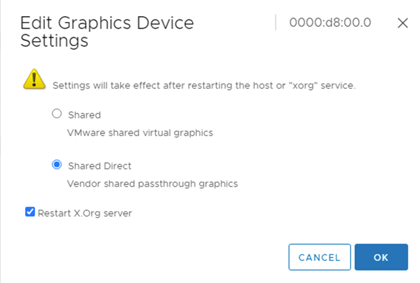 Edit Graphics Device 0000:d8:00.0
Settings
Settings will take effect after restarting the host or "xorg" service.
Shared
VMware shared virtual graphics
Shared Direct
Vendor shared passthrough graphics
Restart X.Org server
CANCEL OK